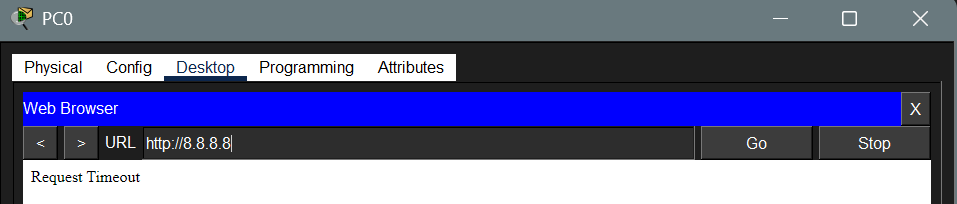 PC0
Physical Config Desktop Programming Attributes
Web Browser X
< > URL http://8.8.8.8 Go Stop
Request Timeout